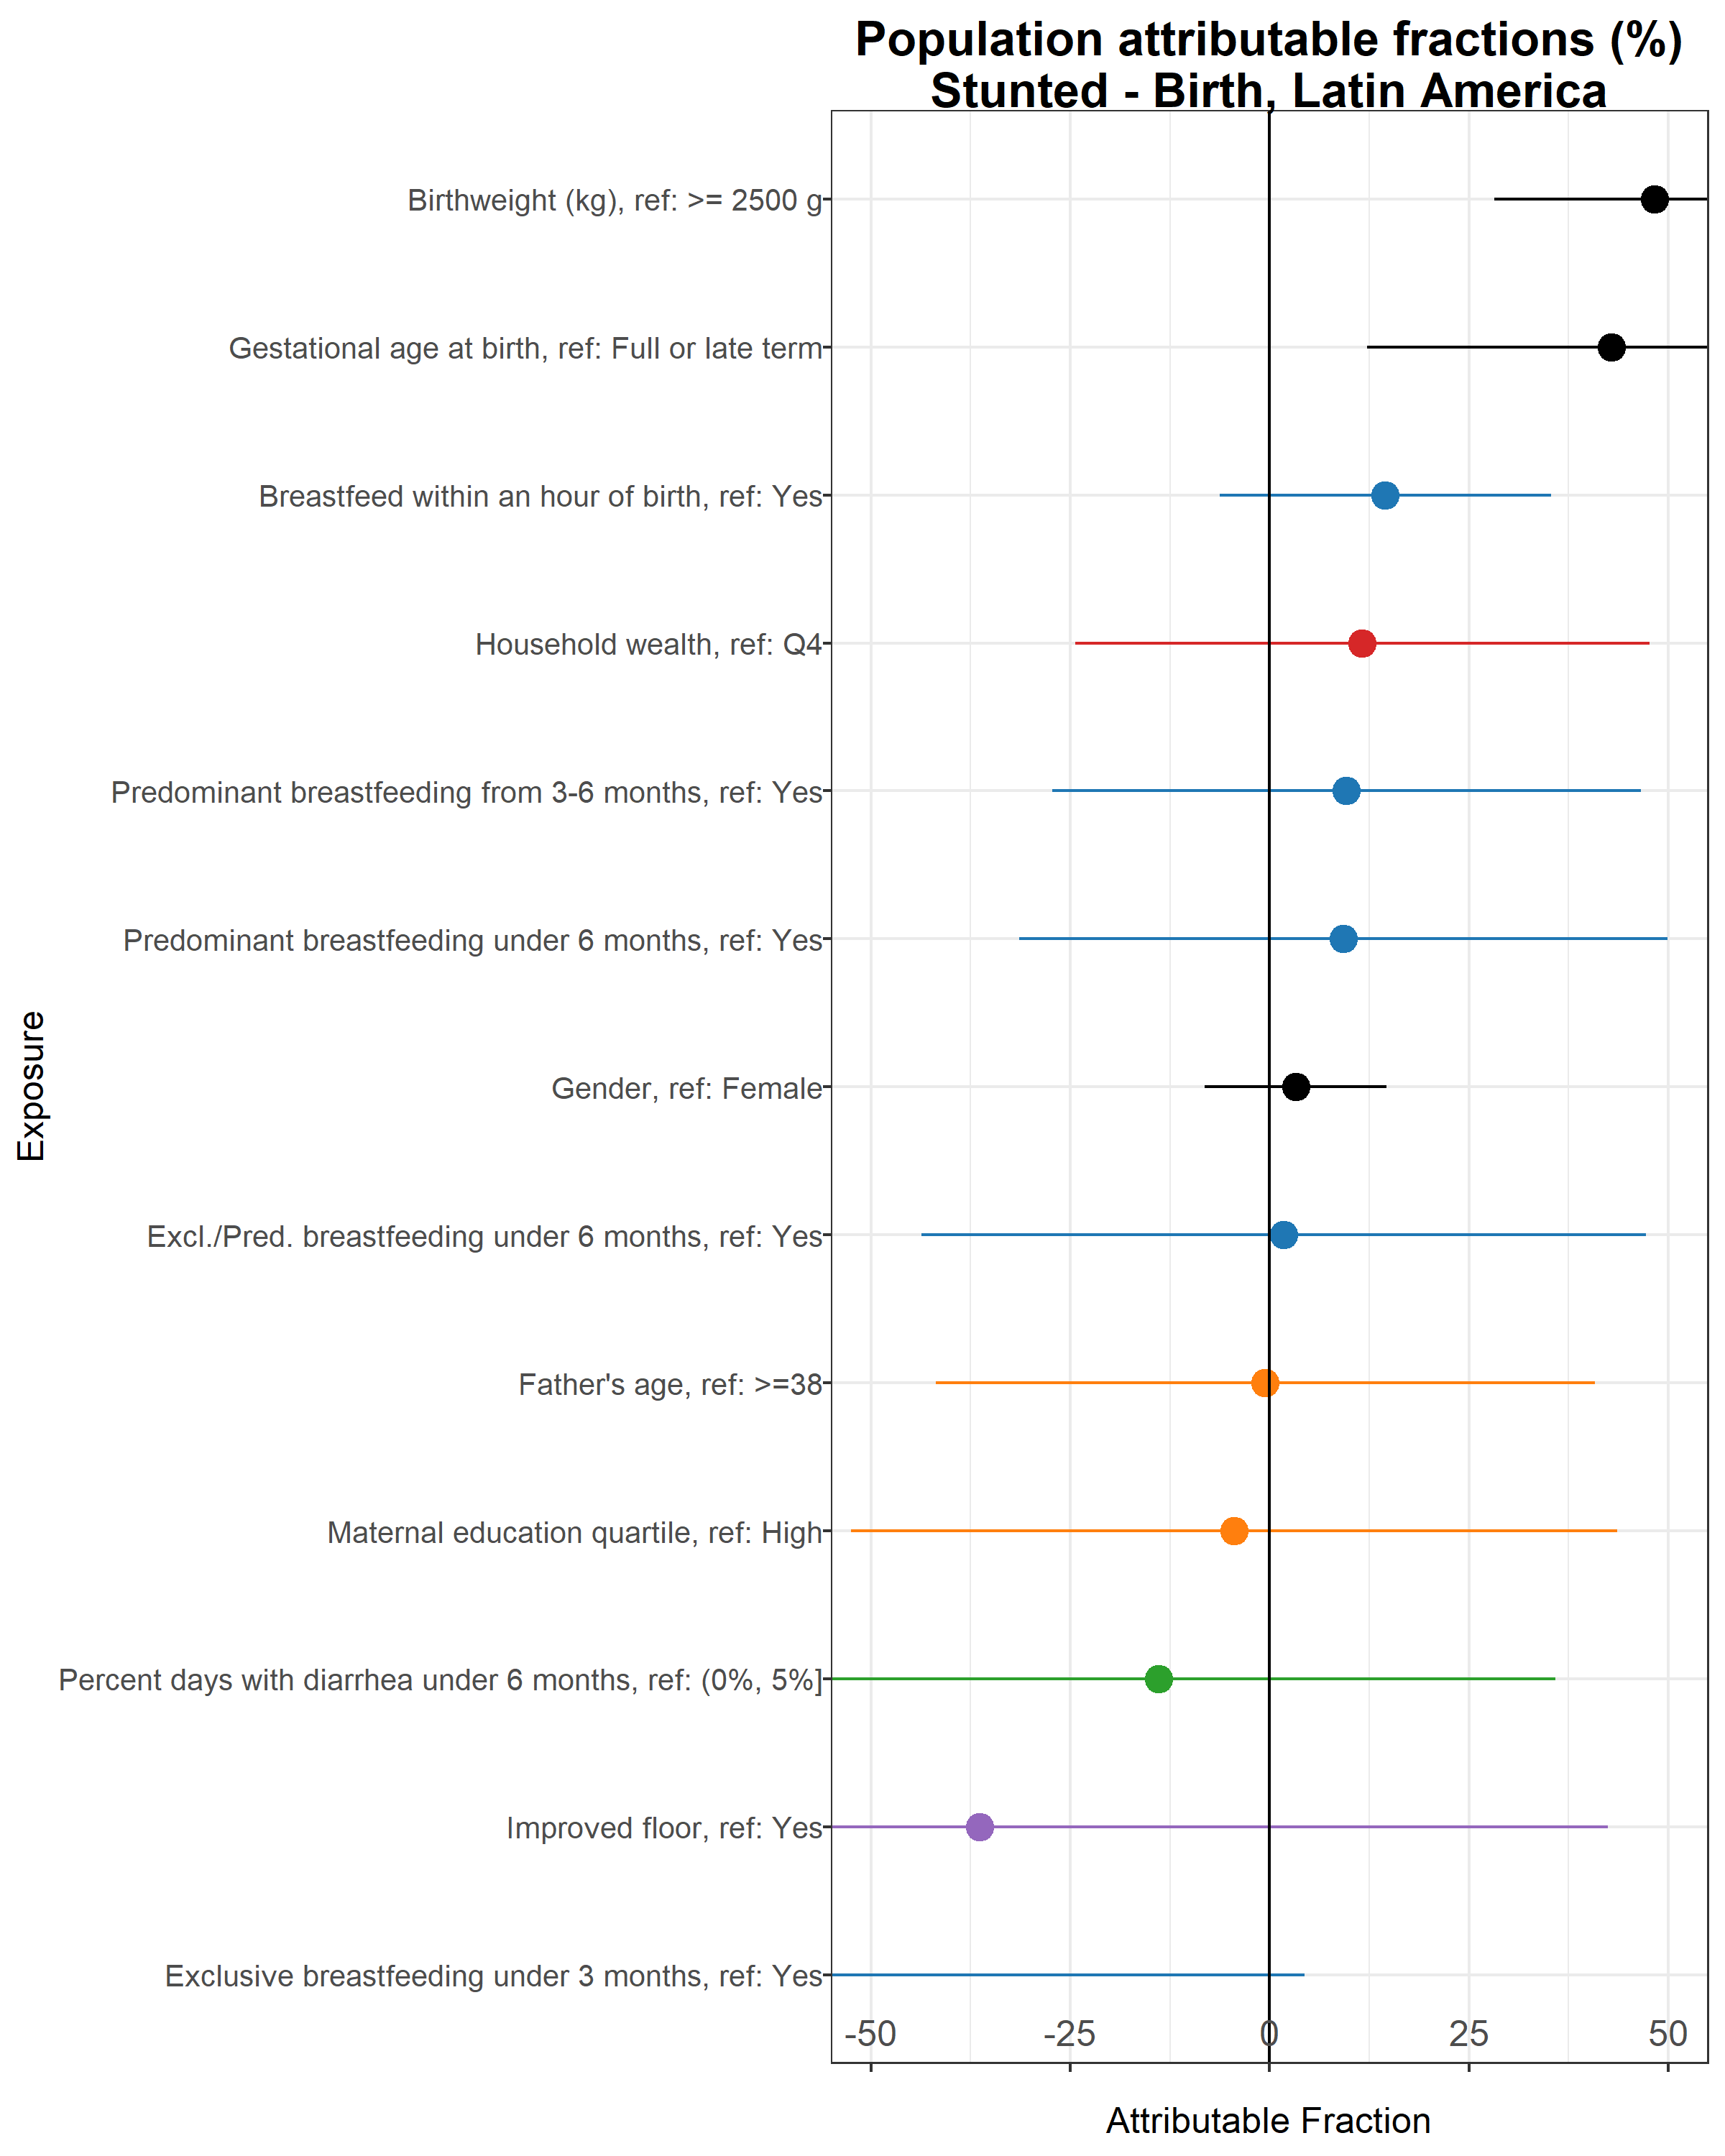 Population attributable fractions (%)
Stunted - Birth, Latin America
Birthweight (kg), ref: >= 2500 g
Gestational age at birth, ref: Full or late term
Breastfeed within an hour of birth, ref: Yes
Household wealth, ref: Q4
Predominant breastfeeding from 3-6 months, ref: Yes
Predominant breastfeeding under 6 months, ref: Yes
Gender, ref: Female
Excl./Pred. breastfeeding under 6 months, ref: Yes
Father's age, ref: >=38
Maternal education quartile, ref: High
Percent days with diarrhea under 6 months, ref: (0%, 5%]
Improved floor, ref: Yes
Exclusive breastfeeding under 3 months, ref: Yes
Exposure
-50 -25 0 25 50
Attributable Fraction